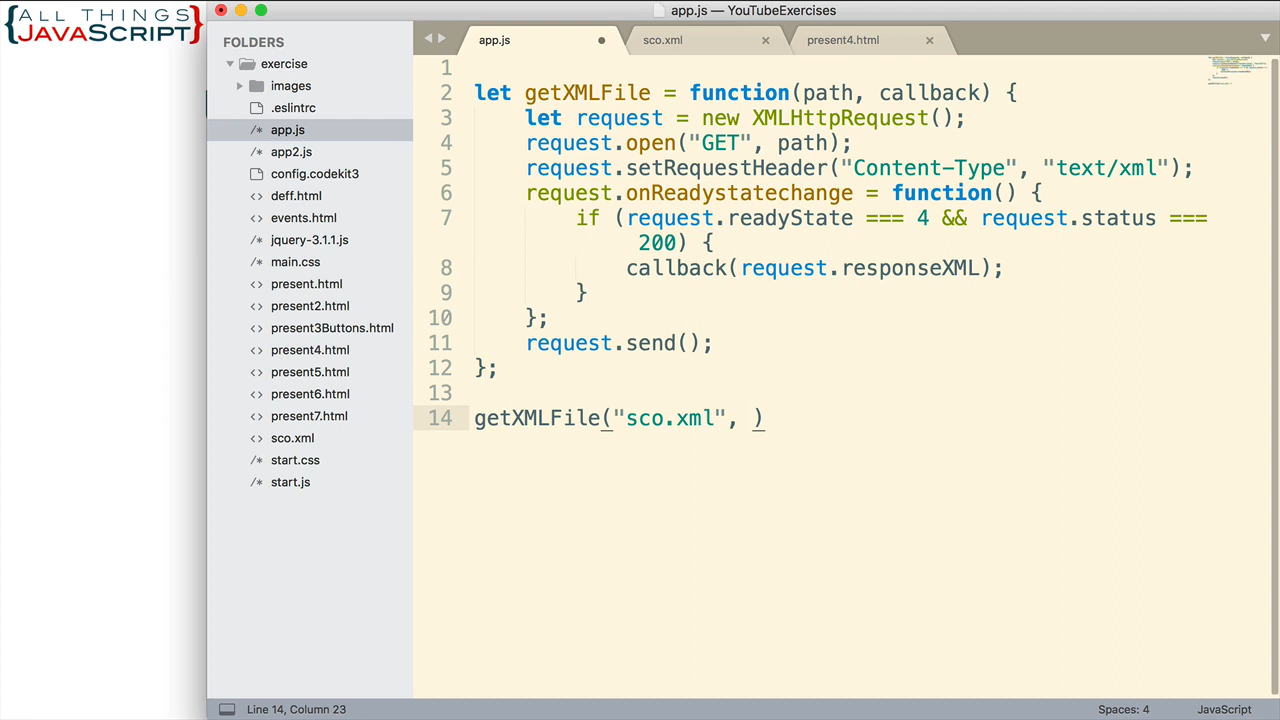 ALL THINGS
{JAVASCRIPT}
app.js — YouTubeExercises
FOLDERS
exercise
images
.eslintrc
/* app.js
/* app2.js
config.codekit3
<> deff.html
<> events.html
/* jquery-3.1.1.js
/* main.css
<> present.html
<> present2.html
<> present3Buttons.html
<> present4.html
<> present5.html
<> present6.html
<> present7.html
<> sco.xml
/* start.css
/* start.js
app.js
sco.xml
present4.html
1
2 let getXMLFile = function(path, callback) {
3 let request = new XMLHttpRequest();
4 request.open("GET", path);
5 request.setRequestHeader("Content-Type", "text/xml");
6 request.onReadystatechange = function() {
7 if (request.readyState === 4 && request.status ===
200) {
8 callback(request.responseXML);
9 }
10 };
11 request.send();
12 };
13
14 getXMLFile("sco.xml", )
Line 14, Column 23
Spaces: 4
JavaScript